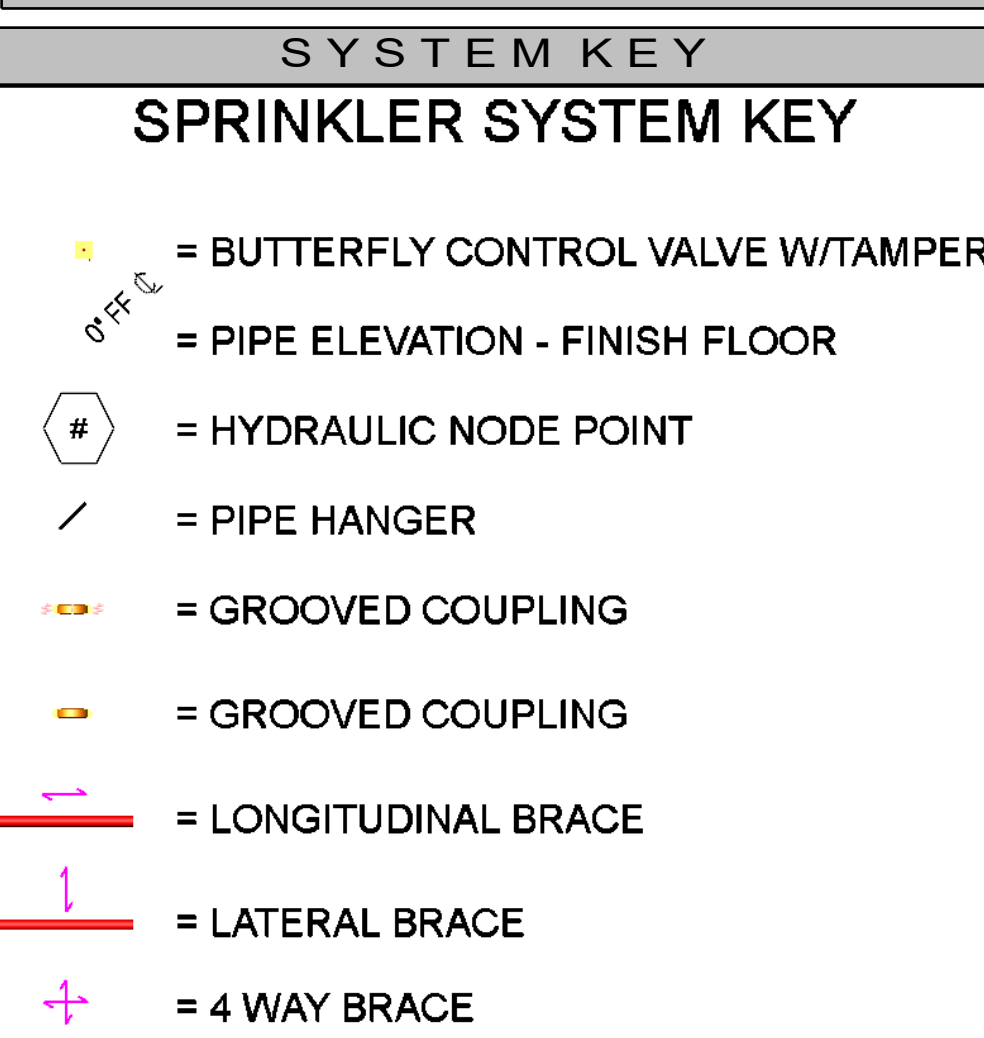 SYSTEM KEY
SPRINKLER SYSTEM KEY
= BUTTERFLY CONTROL VALVE W/TAMPER
0" FF ℄
= PIPE ELEVATION - FINISH FLOOR
# = HYDRAULIC NODE POINT
= PIPE HANGER
= GROOVED COUPLING
= GROOVED COUPLING
= LONGITUDINAL BRACE
= LATERAL BRACE
= 4 WAY BRACE